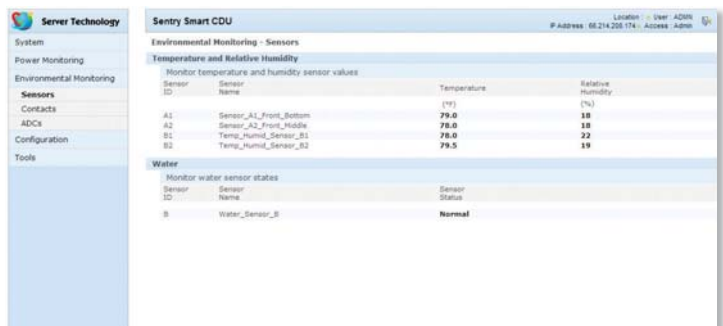 Server Technology
Sentry Smart CDU
Location : User : ADMN
IP Address : 66.214.208.174 Access : Admin
System
Power Monitoring
Environmental Monitoring
Sensors
Contacts
ADCs
Configuration
Tools
Environmental Monitoring - Sensors
Temperature and Relative Humidity
Monitor temperature and humidity sensor values
Sensor ID Sensor Name Temperature Relative Humidity
(°F) (%)
A1 Sensor_A1_Front_Bottom 79.0 18
A2 Sensor_A2_Front_Middle 78.0 18
B1 Temp_Humid_Sensor_B1 78.0 22
B2 Temp_Humid_Sensor_B2 79.5 19
Water
Monitor water sensor states
Sensor ID Sensor Name Sensor Status
B Water_Sensor_B Normal